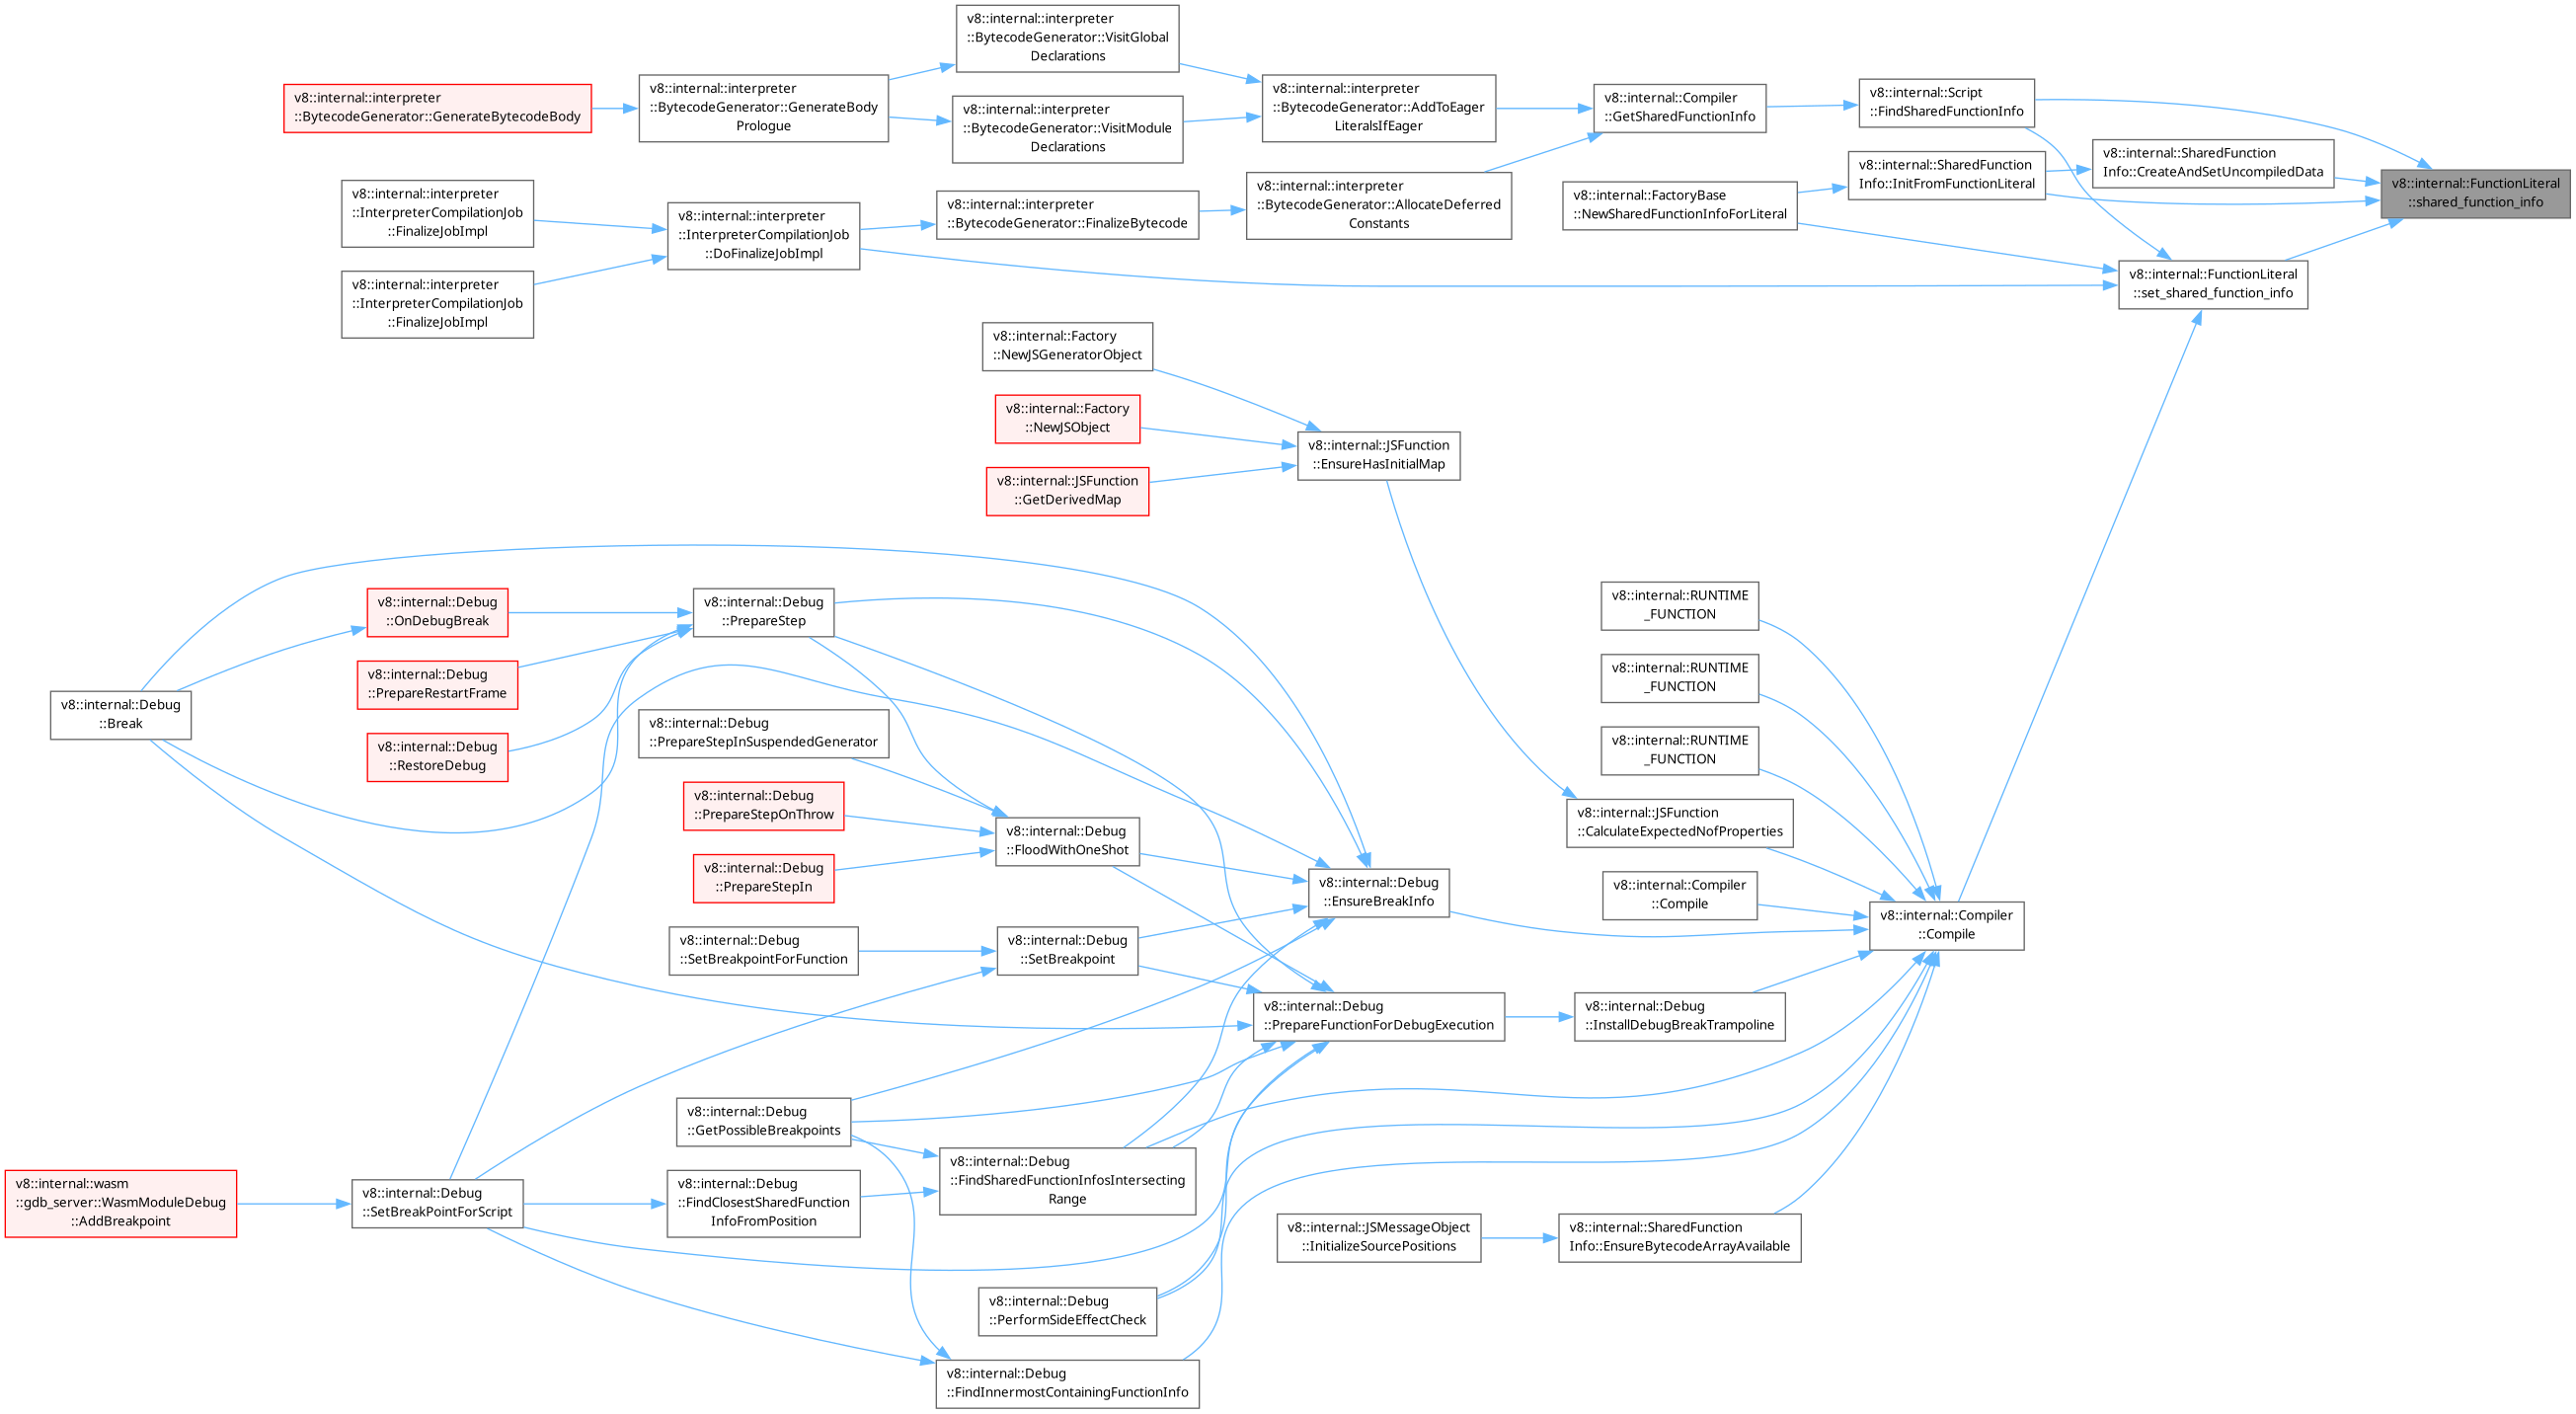 v8::internal::interpreter
::BytecodeGenerator::VisitGlobal
Declarations
v8::internal::interpreter
::BytecodeGenerator::GenerateBytecodeBody
v8::internal::interpreter
::BytecodeGenerator::GenerateBody
Prologue
v8::internal::interpreter
::BytecodeGenerator::VisitModule
Declarations
v8::internal::interpreter
::BytecodeGenerator::AddToEager
LiteralsIfEager
v8::internal::Compiler
::GetSharedFunctionInfo
v8::internal::Script
::FindSharedFunctionInfo
v8::internal::SharedFunction
Info::CreateAndSetUncompiledData
v8::internal::SharedFunction
Info::InitFromFunctionLiteral
v8::internal::FunctionLiteral
::shared_function_info
v8::internal::FactoryBase
::NewSharedFunctionInfoForLiteral
v8::internal::interpreter
::BytecodeGenerator::AllocateDeferred
Constants
v8::internal::interpreter
::BytecodeGenerator::FinalizeBytecode
v8::internal::interpreter
::InterpreterCompilationJob
::DoFinalizeJobImpl
v8::internal::interpreter
::InterpreterCompilationJob
::FinalizeJobImpl
v8::internal::interpreter
::InterpreterCompilationJob
::FinalizeJobImpl
v8::internal::FunctionLiteral
::set_shared_function_info
v8::internal::Factory
::NewJSGeneratorObject
v8::internal::Factory
::NewJSObject
v8::internal::JSFunction
::GetDerivedMap
v8::internal::JSFunction
::EnsureHasInitialMap
v8::internal::RUNTIME
_FUNCTION
v8::internal::RUNTIME
_FUNCTION
v8::internal::RUNTIME
_FUNCTION
v8::internal::JSFunction
::CalculateExpectedNofProperties
v8::internal::Compiler
::Compile
v8::internal::Compiler
::Compile
v8::internal::Debug
::OnDebugBreak
v8::internal::Debug
::PrepareStep
v8::internal::Debug
::PrepareRestartFrame
v8::internal::Debug
::Break
v8::internal::Debug
::RestoreDebug
v8::internal::Debug
::PrepareStepInSuspendedGenerator
v8::internal::Debug
::PrepareStepOnThrow
v8::internal::Debug
::PrepareStepIn
v8::internal::Debug
::FloodWithOneShot
v8::internal::Debug
::EnsureBreakInfo
v8::internal::Debug
::SetBreakpointForFunction
v8::internal::Debug
::SetBreakpoint
v8::internal::Debug
::PrepareFunctionForDebugExecution
v8::internal::Debug
::InstallDebugBreakTrampoline
v8::internal::Debug
::GetPossibleBreakpoints
v8::internal::Debug
::FindSharedFunctionInfosIntersecting
Range
v8::internal::wasm
::gdb_server::WasmModuleDebug
::AddBreakpoint
v8::internal::Debug
::SetBreakPointForScript
v8::internal::Debug
::FindClosestSharedFunction
InfoFromPosition
v8::internal::JSMessageObject
::InitializeSourcePositions
v8::internal::SharedFunction
Info::EnsureBytecodeArrayAvailable
v8::internal::Debug
::PerformSideEffectCheck
v8::internal::Debug
::FindInnermostContainingFunctionInfo